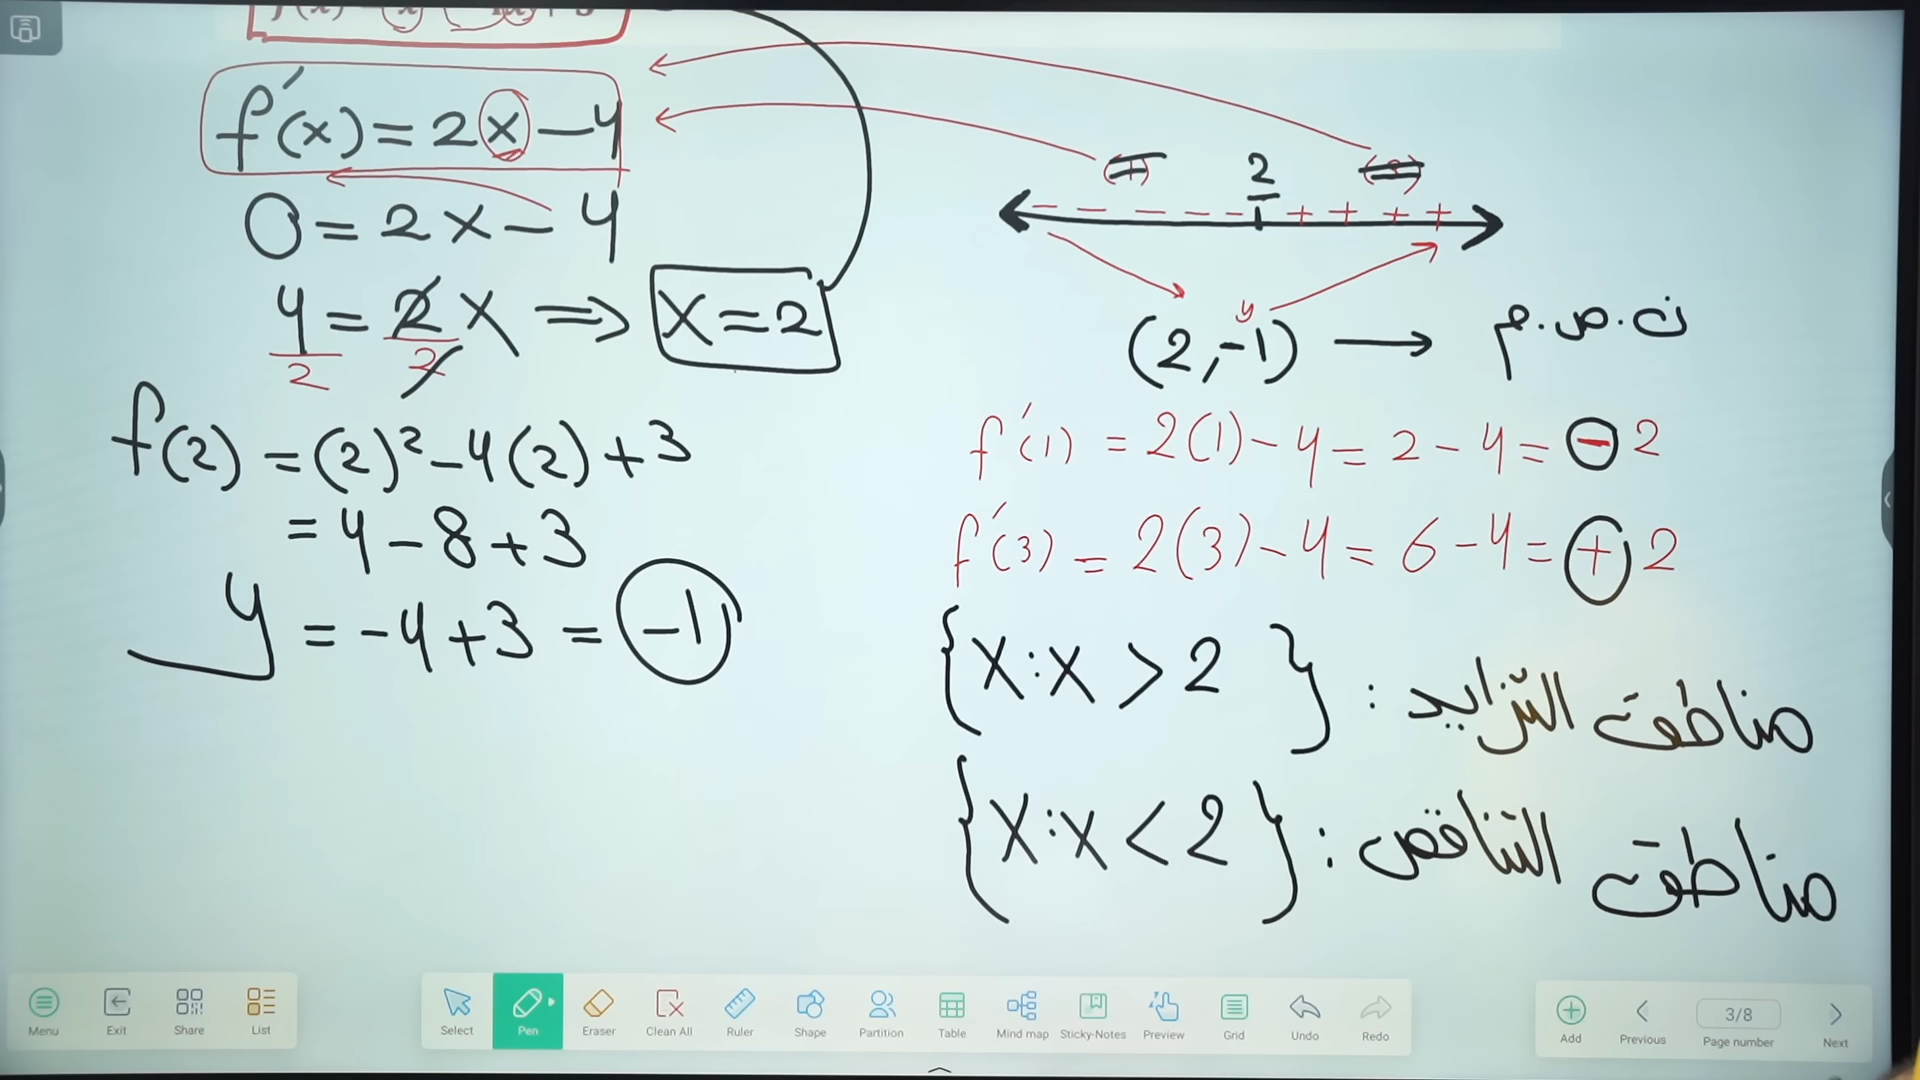 f'(x) = 2x - 4
0 = 2x - 4
4/2 = 2/2 x ⇒ x = 2
f(2) = (2)² - 4(2) + 3
= 4 - 8 + 3
y = -4 + 3 = -1
2
- - - - - + + + +
y
(2, -1) → ن.ص.م
f'(1) = 2(1) - 4 = 2 - 4 = - 2
f'(3) = 2(3) - 4 = 6 - 4 = + 2
مناطق التزايد : {x : x > 2}
مناطق التناقص : {x : x < 2}
Menu Exit Share List
Select Pen Eraser Clean All Ruler Shape Partition Table Mind map Sticky-Notes Preview Grid Undo Redo
Add Previous 3/8 Page number Next